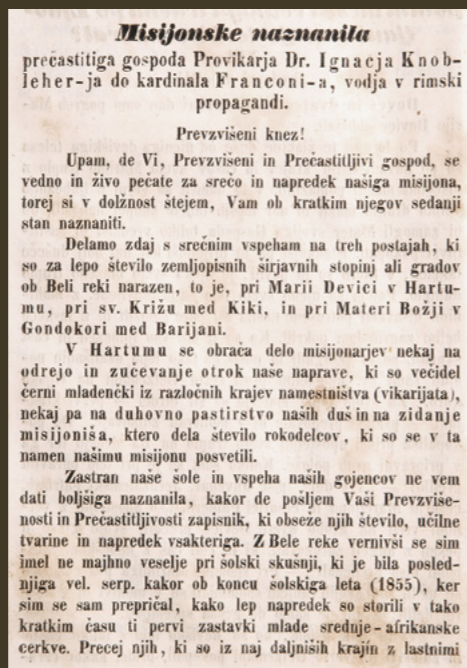 Misijonske naznanila
prečastitiga gospoda Provikarja Dr. Ignacja Knob-
leher-ja do kardinala Franconi-a, vodja v rimski
propagandi.
Prevzvišeni knez!
Upam, de Vi, Prevzvišeni in Prečastitljivi gospod, se
vedno in živo pečate za srečo in napredek našiga misijona,
torej si v dolžnost štejem, Vam ob kratkim njegov sedanji
stan naznaniti.
Delamo zdaj s srečnim vspeham na treh postajah, ki
so za lepo število zemljopisnih širjavnih stopinj ali gradov
ob Beli reki narazen, to je, pri Marii Devici v Hartu-
mu, pri sv. Križu med Kiki, in pri Materi Božji v
Gondokori med Barijani.
V Hartumu se obrača delo misijonarjev nekaj na
odrejo in zučevanje otrok naše naprave, ki so večidel
černi mladenčki iz razločnih krajev namestništva (vikarijata),
nekaj pa na duhovno pastirstvo naših duš in na zidanje
misijoniša, ktero dela število rokodelcov, ki so se v ta
namen našimu misijonu posvetili.
Zastran naše šole in vspeha naših gojencov ne vem
dati boljšiga naznanila, kakor de pošljem Vaši Prevzviše-
nosti in Prečastitljivosti zapisnik, ki obseže njih število, učilne
tvarine in napredek vsakteriga. Z Bele reke vernivši se sim
imel ne majhno veselje pri šolski skušnji, ki je bila posled-
njiga vel. serp. kakor ob koncu šolskiga leta (1855), ker
sim se sam prepričal, kako lep napredek so storili v tako
kratkim času ti pervi zastavki mlade srednje-afrikanske
cerkve. Precej njih, ki so iz naj daljniših krajin z lastnimi